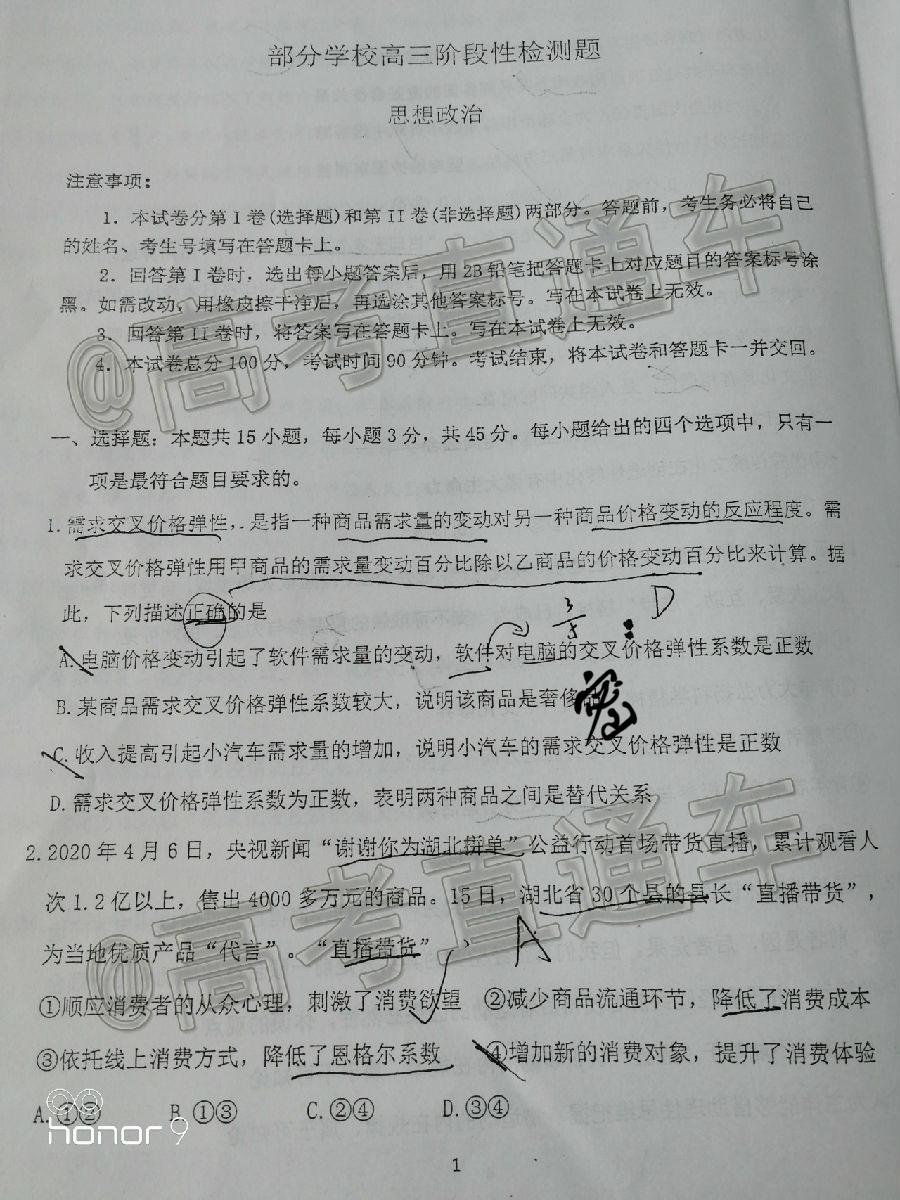 部分学校高三阶段性检测题
思想政治
注意事项：
1. 本试卷分第Ⅰ卷(选择题)和第II卷(非选择题)两部分。答题前，考生务必将自己
的姓名、考生号填写在答题卡上。
2. 回答第Ⅰ卷时，选出每小题答案后，用2B铅笔把答题卡上对应题目的答案标号涂
黑。如需改动，用橡皮擦干净后，再选涂其他答案标号。写在本试卷上无效。
3. 回答第II卷时，将答案写在答题卡上。写在本试卷上无效。
4. 本试卷总分100分，考试时间90分钟。考试结束，将本试卷和答题卡一并交回。
@高考直通车
一、选择题：本题共15小题，每小题3分，共45分。每小题给出的四个选项中，只有一
项是最符合题目要求的。
1.需求交叉价格弹性，是指一种商品需求量的变动对另一种商品价格变动的反应程度。需
求交叉价格弹性用甲商品的需求量变动百分比除以乙商品的价格变动百分比来计算。据
此，下列描述正确的是
D
A.电脑价格变动引起了软件需求量的变动，软件对电脑的交叉价格弹性系数是正数
B.某商品需求交叉价格弹性系数较大，说明该商品是奢侈
C.收入提高引起小汽车需求量的增加，说明小汽车的需求交叉价格弹性是正数
D.需求交叉价格弹性系数为正数，表明两种商品之间是替代关系
2.2020年4月6日，央视新闻“谢谢你为湖北拼单”公益行动首场带货直播，累计观看人
次1.2亿以上，售出4000多万元的商品。15日，湖北省30个县的县长“直播带货”，
为当地优质产品“代言”。“直播带货”
A
@高考直通车
①顺应消费者的从众心理，刺激了消费欲望 ②减少商品流通环节，降低了消费成本
③依托线上消费方式，降低了恩格尔系数 ④增加新的消费对象，提升了消费体验
A.①② B.①③ C.②④ D.③④
honor 9
1